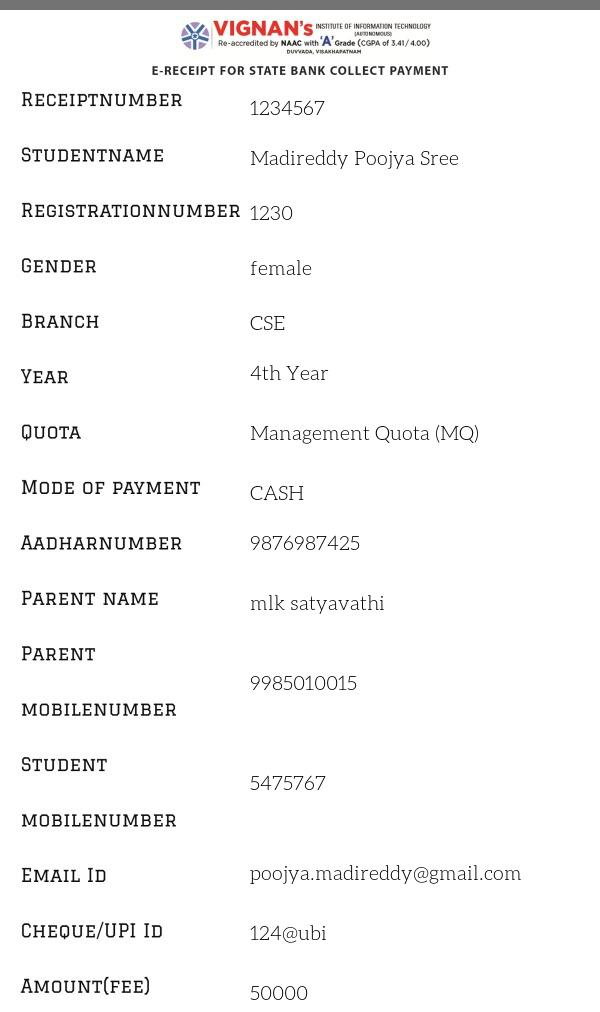 VIGNAN's INSTITUTE OF INFORMATION TECHNOLOGY
(AUTONOMOUS)
Re-accredited by NAAC with 'A' Grade (CGPA of 3.41/4.00)
DUVVADA, VISAKHAPATNAM
E-RECEIPT FOR STATE BANK COLLECT PAYMENT
RECEIPTNUMBER 1234567
STUDENTNAME Madireddy Poojya Sree
REGISTRATIONNUMBER 1230
GENDER female
BRANCH CSE
YEAR 4th Year
QUOTA Management Quota (MQ)
MODE OF PAYMENT CASH
AADHARNUMBER 9876987425
PARENT NAME mlk satyavathi
PARENT
9985010015
MOBILENUMBER
STUDENT
5475767
MOBILENUMBER
EMAIL ID poojya.madireddy@gmail.com
CHEQUE/UPI ID 124@ubi
AMOUNT(FEE) 50000